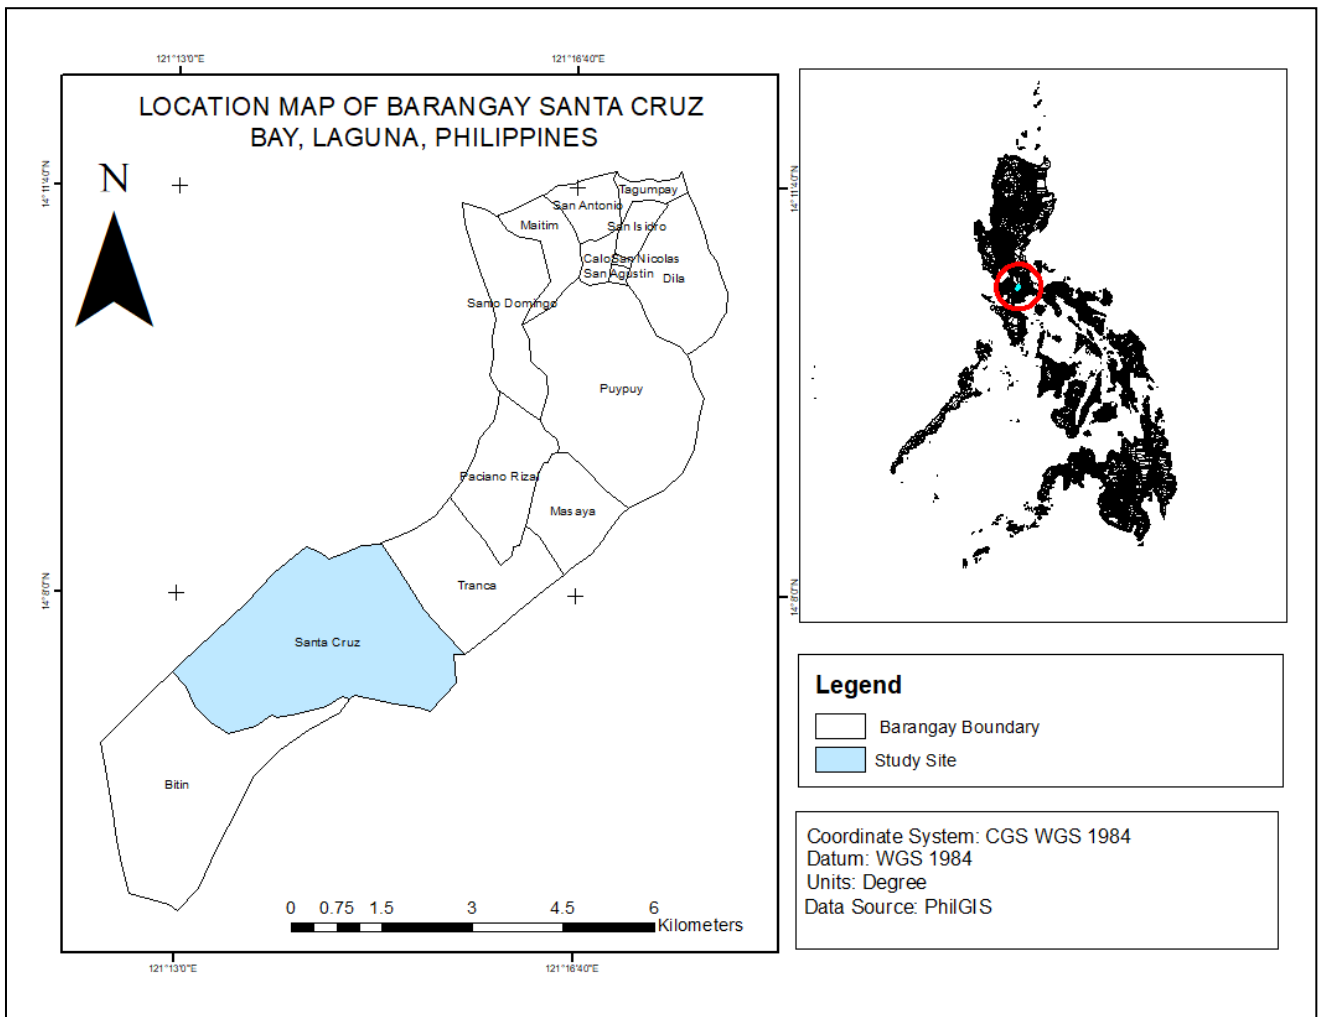 121°13'0"E
121°16'40"E
LOCATION MAP OF BARANGAY SANTA CRUZ
BAY, LAGUNA, PHILIPPINES
14°11'40"N
14°11'40"N
N
Tagumpay
San Antonio
Maitim
San Isidro
Calo
San Nicolas
San Agustin
Dila
Santo Domingo
Puypuy
Paciano Rizal
Masaya
Tranca
14°8'0"N
14°8'0"N
Santa Cruz
Bitin
0 0.75 1.5 3 4.5 6
Kilometers
121°13'0"E
121°16'40"E
Legend
Barangay Boundary
Study Site
Coordinate System: CGS WGS 1984
Datum: WGS 1984
Units: Degree
Data Source: PhilGIS